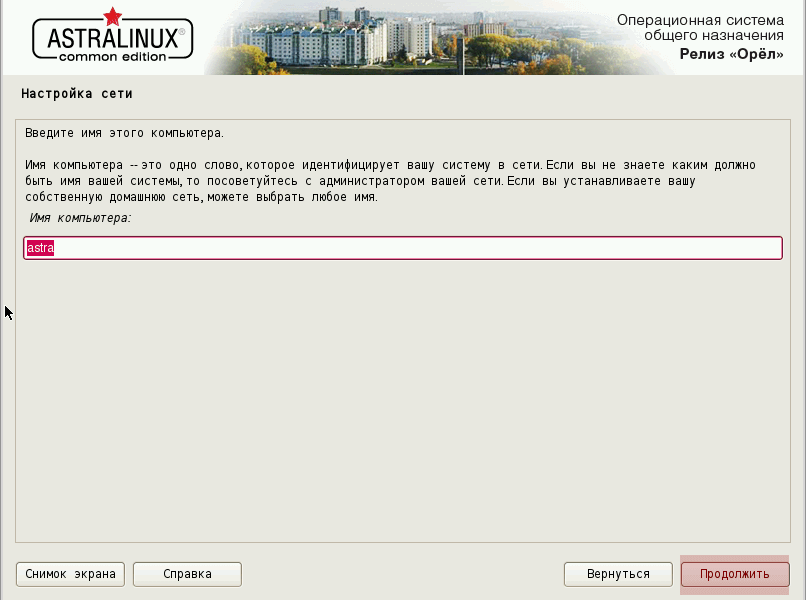 ASTRALINUX®
common edition
Операционная система
общего назначения
Релиз «Орёл»
Настройка сети
Введите имя этого компьютера.
Имя компьютера -- это одно слово, которое идентифицирует вашу систему в сети. Если вы не знаете каким должно
быть имя вашей системы, то посоветуйтесь с администратором вашей сети. Если вы устанавливаете вашу
собственную домашнюю сеть, можете выбрать любое имя.
Имя компьютера:
astra
Снимок экрана
Справка
Вернуться
Продолжить